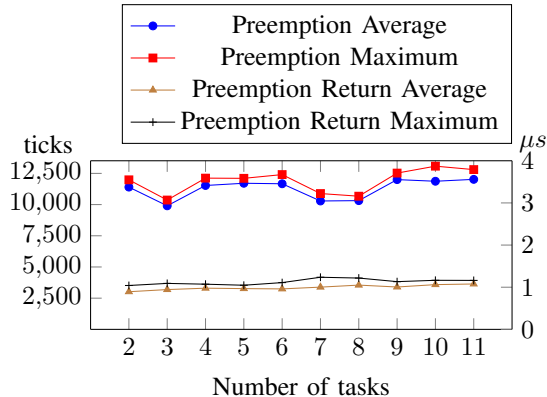 Preemption Average
Preemption Maximum
Preemption Return Average
Preemption Return Maximum
ticks
μs
12,500
10,000
7,500
5,000
2,500
4
3
2
1
0
2 3 4 5 6 7 8 9 10 11
Number of tasks